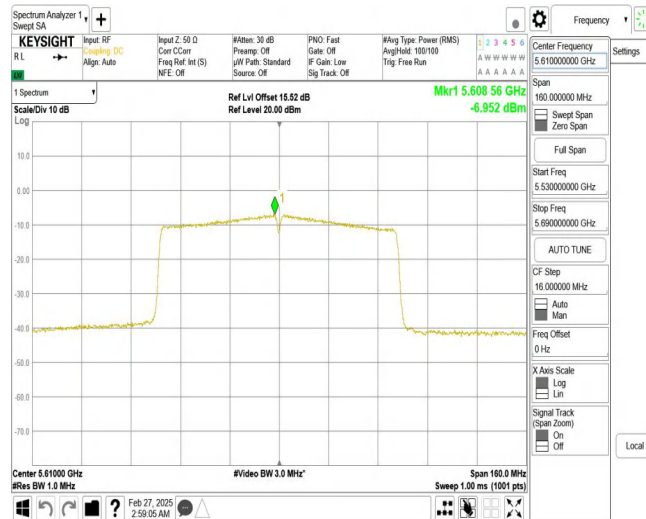 Spectrum Analyzer 1
Swept SA
+
Frequency
KEYSIGHT
RL
Input: RF
Coupling: DC
Align: Auto
Input Z: 50 Ω
Corr CCorr
Freq Ref: Int (S)
NFE: Off
#Atten: 30 dB
Preamp: Off
µW Path: Standard
Source: Off
PNO: Fast
Gate: Off
IF Gain: Low
Sig Track: Off
#Avg Type: Power (RMS)
Avg|Hold: 100/100
Trig: Free Run
1 2 3 4 5 6
A W W W W W
A A A A A A
1 Spectrum
Scale/Div 10 dB
Log
Ref Lvl Offset 15.52 dB
Ref Level 20.00 dBm
Mkr1 5.608 56 GHz
-6.952 dBm
10.0
0.00
-10.0
-20.0
-30.0
-40.0
-50.0
-60.0
-70.0
1
Center 5.61000 GHz
#Res BW 1.0 MHz
#Video BW 3.0 MHz*
Span 160.0 MHz
Sweep 1.00 ms (1001 pts)
Feb 27, 2025
2:59:05 AM
?
Center Frequency
5.610000000 GHz
Settings
Span
160.000000 MHz
Swept Span
Zero Span
Full Span
Start Freq
5.530000000 GHz
Stop Freq
5.690000000 GHz
AUTO TUNE
CF Step
16.000000 MHz
Auto
Man
Freq Offset
0 Hz
X Axis Scale
Log
Lin
Signal Track
(Span Zoom)
On
Off
Local